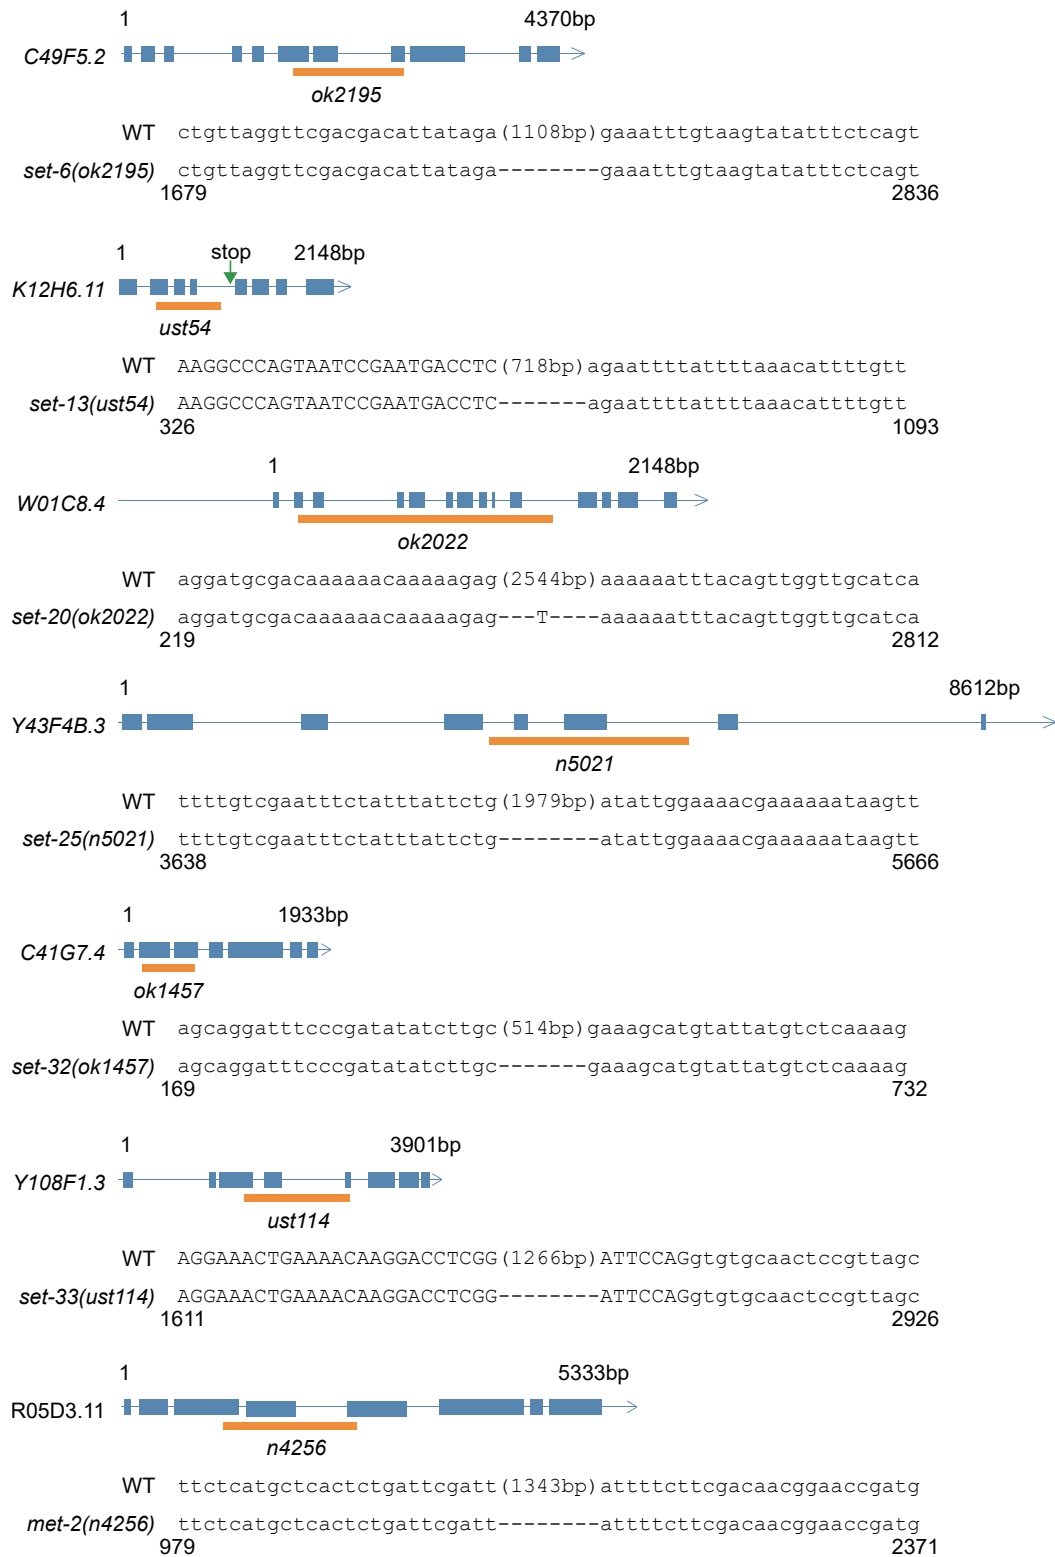 1 4370bp
C49F5.2
ok2195
WT ctgttaggttcgacgacattataga(1108bp)gaaatttgtaagtatatttctcagt
set-6(ok2195) ctgttaggttcgacgacattataga--------gaaatttgtaagtatatttctcagt
1679 2836
1 stop 2148bp
K12H6.11
ust54
WT AAGGCCCAGTAATCCGAATGACCTC(718bp)agaattttattttaaacattttgtt
set-13(ust54) AAGGCCCAGTAATCCGAATGACCTC-------agaattttattttaaacattttgtt
326 1093
1 2148bp
W01C8.4
ok2022
WT aggatgcgacaaaaaacaaaaagag(2544bp)aaaaaatttacagttggttgcatca
set-20(ok2022) aggatgcgacaaaaaacaaaaagag---T----aaaaaatttacagttggttgcatca
219 2812
1 8612bp
Y43F4B.3
n5021
WT ttttgtcgaatttctatttattctg(1979bp)atattggaaaacgaaaaaataagtt
set-25(n5021) ttttgtcgaatttctatttattctg--------atattggaaaacgaaaaaataagtt
3638 5666
1 1933bp
C41G7.4
ok1457
WT agcaggatttcccgatatatcttgc(514bp)gaaagcatgtattatgtctcaaaag
set-32(ok1457) agcaggatttcccgatatatcttgc-------gaaagcatgtattatgtctcaaaag
169 732
1 3901bp
Y108F1.3
ust114
WT AGGAAACTGAAAACAAGGACCTCGG(1266bp)ATTCCAGgtgtgcaactccgttagc
set-33(ust114) AGGAAACTGAAAACAAGGACCTCGG--------ATTCCAGgtgtgcaactccgttagc
1611 2926
1 5333bp
R05D3.11
n4256
WT ttctcatgctcactctgattcgatt(1343bp)attttcttcgacaacggaaccgatg
met-2(n4256) ttctcatgctcactctgattcgatt--------attttcttcgacaacggaaccgatg
979 2371